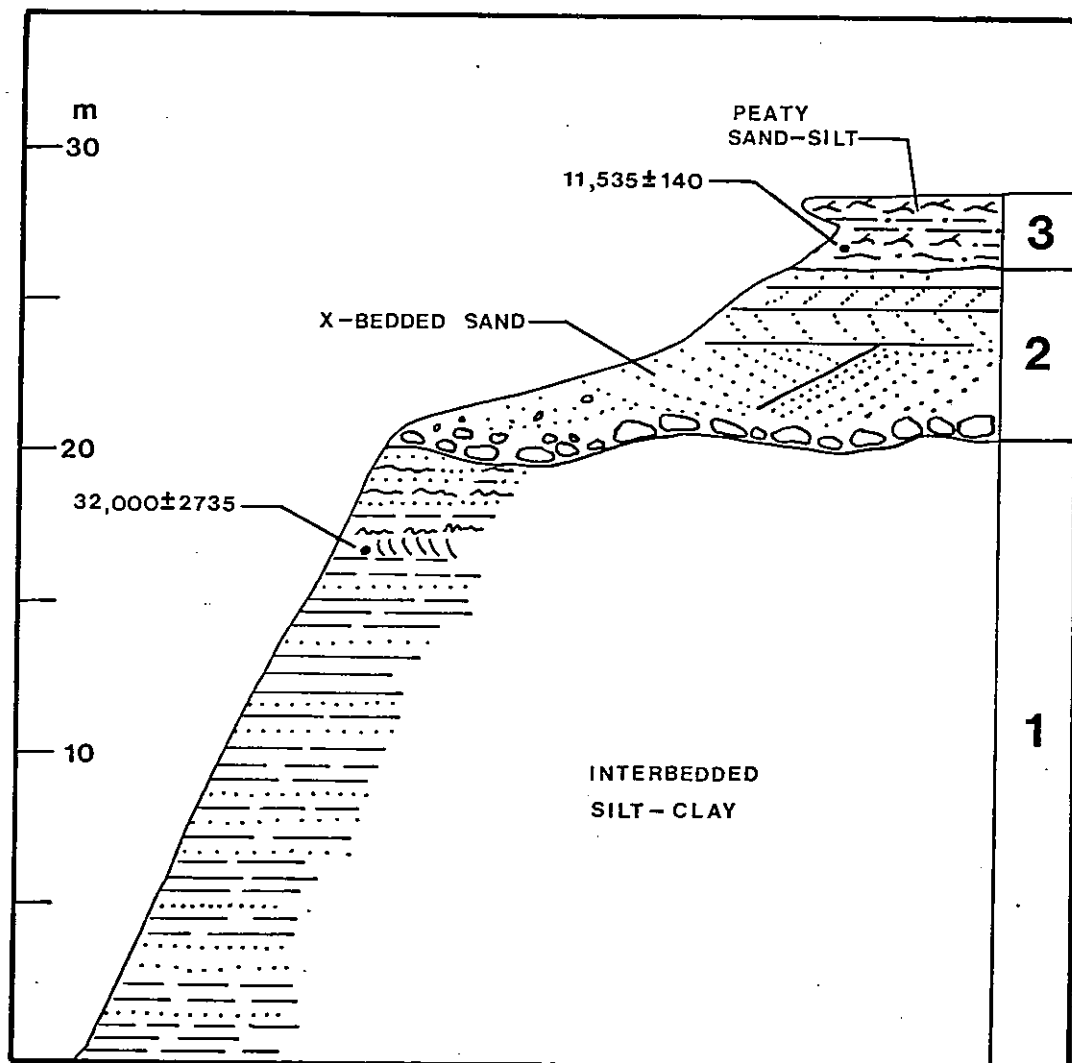 m
30
PEATY
SAND-SILT
11,535±140
3
X-BEDDED SAND
2
20
32,000±2735
10
INTERBEDDED
SILT-CLAY
1